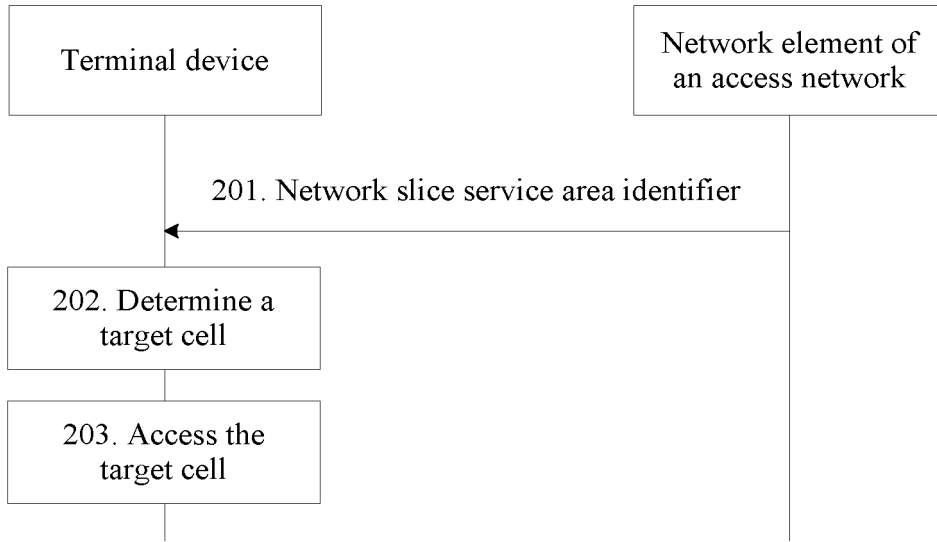 Terminal device
Network element of
an access network
201. Network slice service area identifier
202. Determine a
target cell
203. Access the
target cell